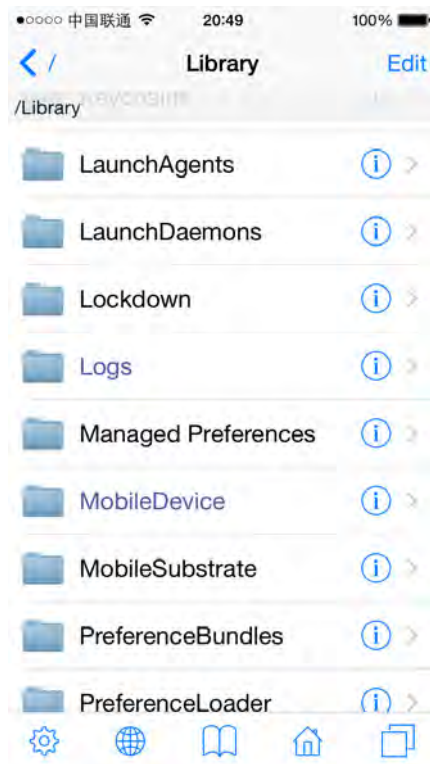 中国联通 20:49 100%
/ Library Edit
/Library
LaunchAgents
LaunchDaemons
Lockdown
Logs
Managed Preferences
MobileDevice
MobileSubstrate
PreferenceBundles
PreferenceLoader